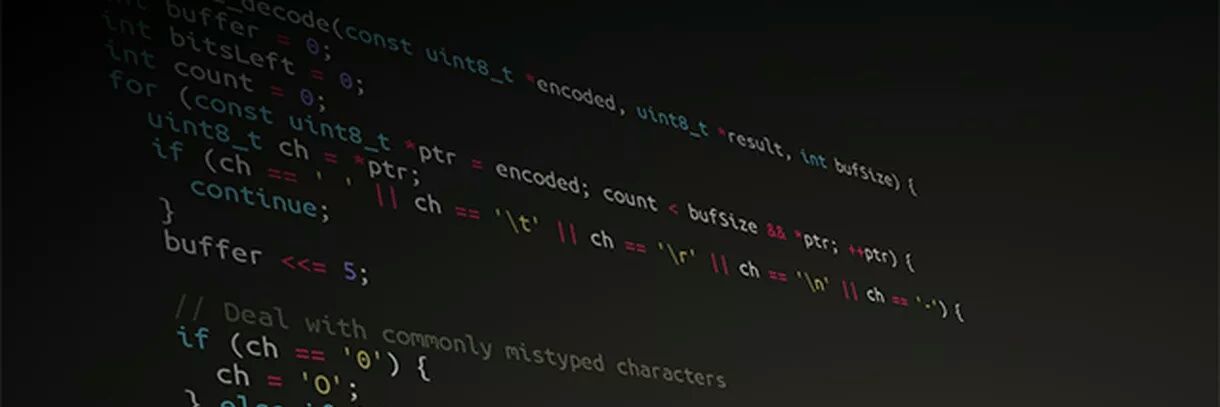 _decode(const uint8_t *encoded, uint8_t *result, int bufSize) {
int buffer = 0;
int bitsLeft = 0;
int count = 0;
for (const uint8_t *ptr = encoded; count < bufSize && *ptr; ++ptr) {
uint8_t ch = *ptr;
if (ch == ' ' || ch == '\t' || ch == '\r' || ch == '\n' || ch == '-') {
continue;
}
buffer <<= 5;
// Deal with commonly mistyped characters
if (ch == '0') {
ch = 'O';
} else if